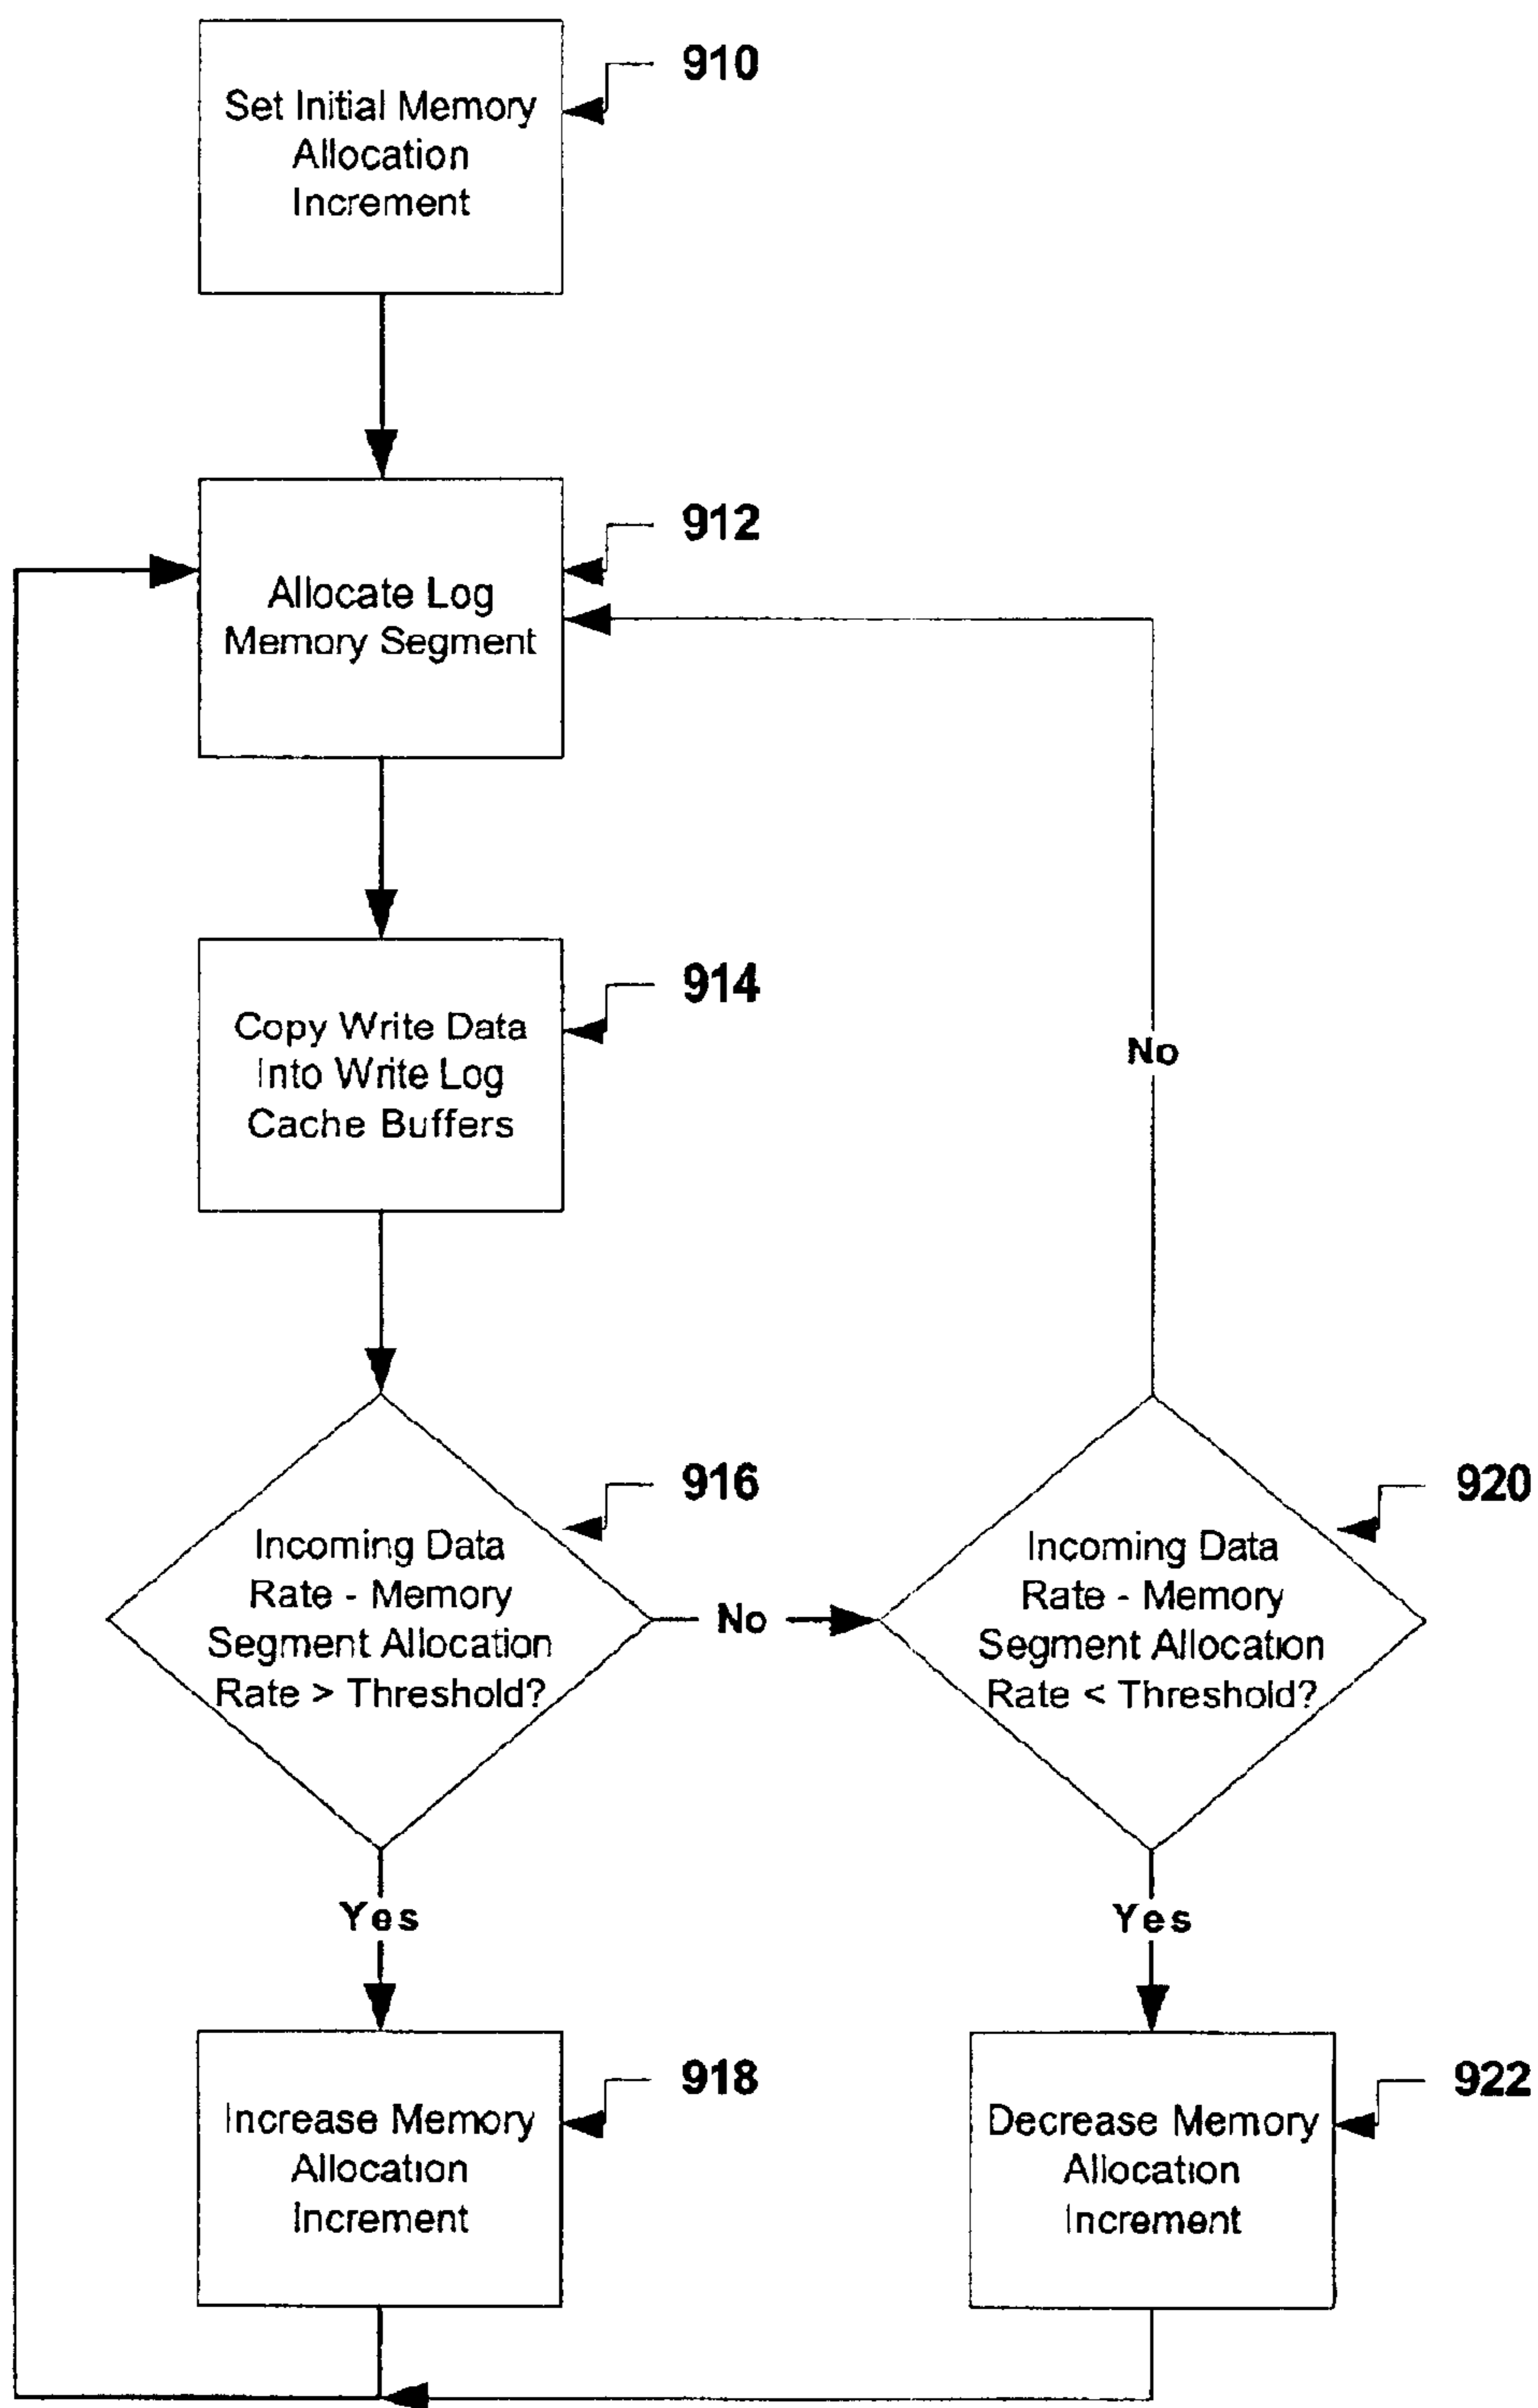 910
Set Initial Memory
Allocation
Increment
912
Allocate Log
Memory Segment
914
Copy Write Data
Into Write Log
Cache Buffers
No
916
Incoming Data
Rate - Memory
Segment Allocation
Rate > Threshold?
No
920
Incoming Data
Rate - Memory
Segment Allocation
Rate < Threshold?
Yes
Yes
918
Increase Memory
Allocation
Increment
922
Decrease Memory
Allocation
Increment